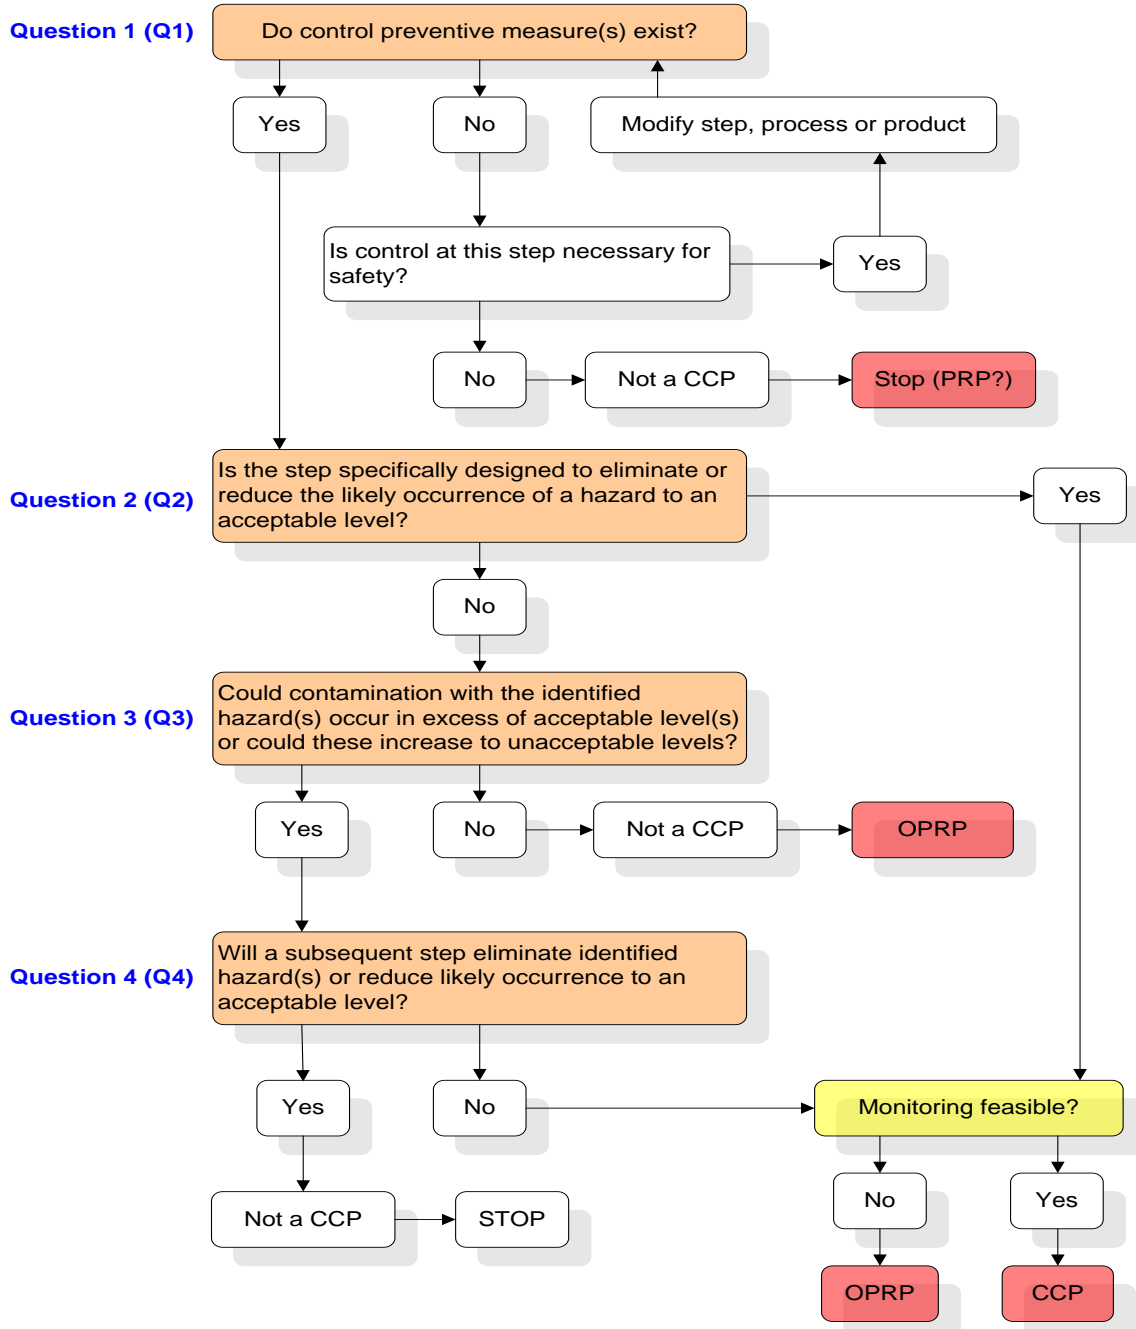 Question 1 (Q1)
Do control preventive measure(s) exist?
Yes
No
Modify step, process or product
Is control at this step necessary for
safety?
Yes
No
Not a CCP
Stop (PRP?)
Question 2 (Q2)
Is the step specifically designed to eliminate or
reduce the likely occurrence of a hazard to an
acceptable level?
Yes
No
Question 3 (Q3)
Could contamination with the identified
hazard(s) occur in excess of acceptable level(s)
or could these increase to unacceptable levels?
Yes
No
Not a CCP
OPRP
Question 4 (Q4)
Will a subsequent step eliminate identified
hazard(s) or reduce likely occurrence to an
acceptable level?
Yes
No
Monitoring feasible?
Not a CCP
STOP
No
Yes
OPRP
CCP